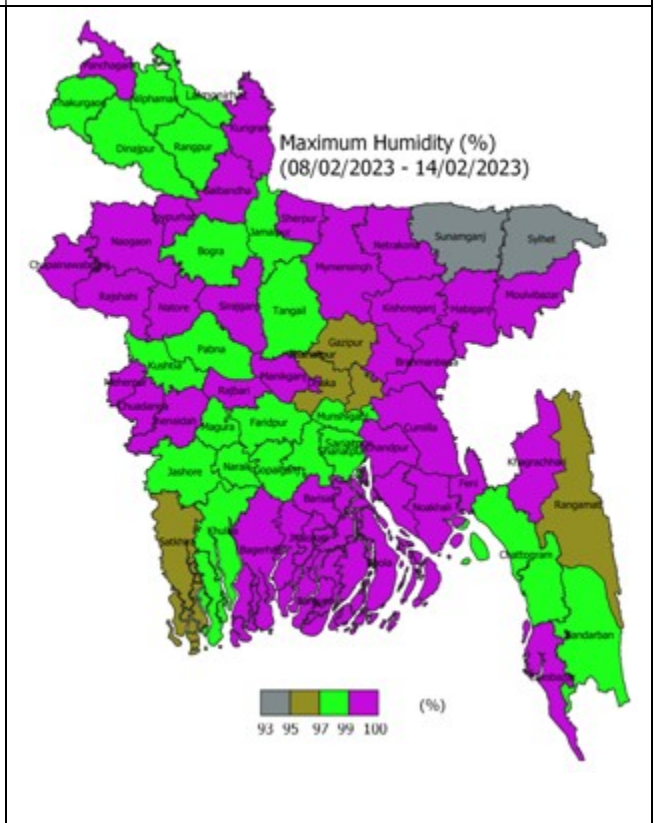 Panchagarh
Thakurgaon
Nilphamari
Lalmonirhat
Kurigram
Dinajpur
Rangpur
Maximum Humidity (%)
(08/02/2023 - 14/02/2023)
Gaibandha
Joypurhat
Sherpur
Naogaon
Bogra
Jamalpur
Netrakona
Sunamganj
Sylhet
Chapainawabganj
Mymensingh
Rajshahi
Natore
Sirajganj
Tangail
Kishoreganj
Habiganj
Moulvibazar
Pabna
Gazipur
Kushtia
Brahmanbaria
Meherpur
Rajbari
Manikganj
Dhaka
Chuadanga
Jhenaidah
Magura
Faridpur
Munshiganj
Cumilla
Jashore
Narail
Gopalganj
Shariatpur
Chandpur
Khagrachhari
Feni
Barisal
Noakhali
Rangamati
Satkhira
Khulna
Bagerhat
Bhola
Chattogram
Bandarban
(%)
93 95 97 99 100